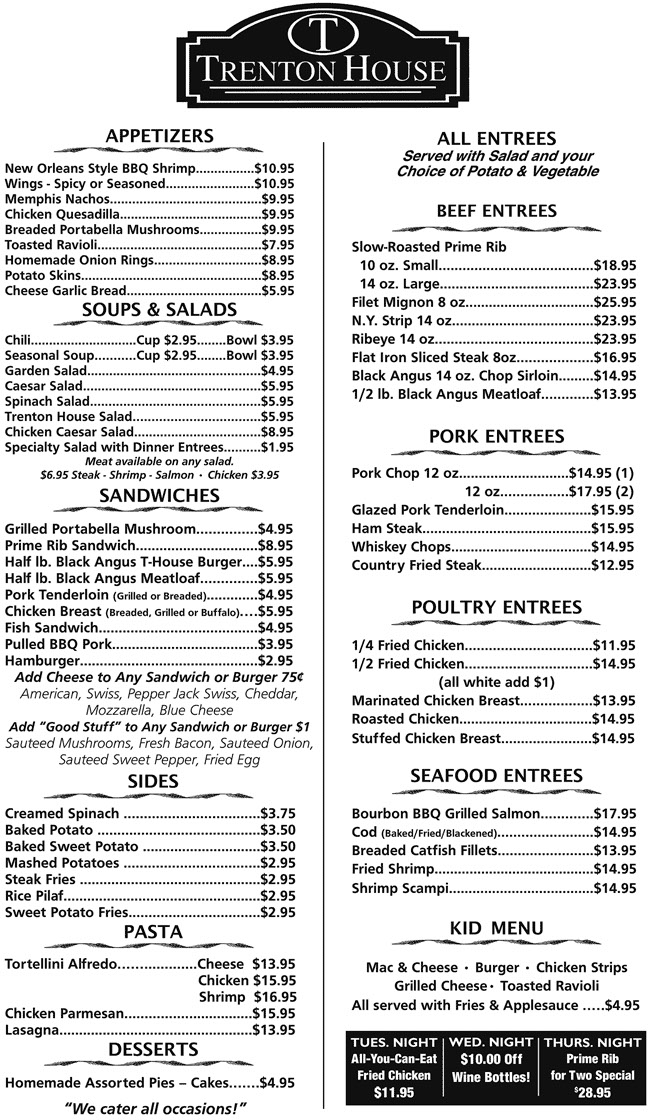 T
TRENTON HOUSE
APPETIZERS
New Orleans Style BBQ Shrimp................$10.95
Wings - Spicy or Seasoned......................$10.95
Memphis Nachos......................................$9.95
Chicken Quesadilla...................................$9.95
Breaded Portabella Mushrooms...............$9.95
Toasted Ravioli.........................................$7.95
Homemade Onion Rings..........................$8.95
Potato Skins.............................................$8.95
Cheese Garlic Bread.................................$5.95
SOUPS & SALADS
Chili..........................Cup $2.95........Bowl $3.95
Seasonal Soup..........Cup $2.95........Bowl $3.95
Garden Salad...........................................$4.95
Caesar Salad............................................$5.95
Spinach Salad..........................................$5.95
Trenton House Salad...............................$5.95
Chicken Caesar Salad...............................$8.95
Specialty Salad with Dinner Entrees.........$1.95
Meat available on any salad.
$6.95 Steak - Shrimp - Salmon • Chicken $3.95
SANDWICHES
Grilled Portabella Mushroom..............$4.95
Prime Rib Sandwich............................$8.95
Half lb. Black Angus T-House Burger....$5.95
Half lb. Black Angus Meatloaf.............$5.95
Pork Tenderloin (Grilled or Breaded)............$4.95
Chicken Breast (Breaded, Grilled or Buffalo)....$5.95
Fish Sandwich.....................................$4.95
Pulled BBQ Pork..................................$3.95
Hamburger.........................................$2.95
Add Cheese to Any Sandwich or Burger 75¢
American, Swiss, Pepper Jack Swiss, Cheddar,
Mozzarella, Blue Cheese
Add “Good Stuff” to Any Sandwich or Burger $1
Sauteed Mushrooms, Fresh Bacon, Sauteed Onion,
Sauteed Sweet Pepper, Fried Egg
SIDES
Creamed Spinach ................................$3.75
Baked Potato .....................................$3.50
Baked Sweet Potato ...........................$3.50
Mashed Potatoes ................................$2.95
Steak Fries .........................................$2.95
Rice Pilaf.............................................$2.95
Sweet Potato Fries..............................$2.95
PASTA
Tortellini Alfredo....................Cheese $13.95
Chicken $15.95
Shrimp $16.95
Chicken Parmesan..............................$15.95
Lasagna..............................................$13.95
DESSERTS
Homemade Assorted Pies – Cakes.......$4.95
“We cater all occasions!”
ALL ENTREES
Served with Salad and your
Choice of Potato & Vegetable
BEEF ENTREES
Slow-Roasted Prime Rib
10 oz. Small.......................................$18.95
14 oz. Large.......................................$23.95
Filet Mignon 8 oz................................$25.95
N.Y. Strip 14 oz...................................$23.95
Ribeye 14 oz.......................................$23.95
Flat Iron Sliced Steak 8oz...................$16.95
Black Angus 14 oz. Chop Sirloin.........$14.95
1/2 lb. Black Angus Meatloaf.............$13.95
PORK ENTREES
Pork Chop 12 oz...........................$14.95 (1)
12 oz.................$17.95 (2)
Glazed Pork Tenderloin......................$15.95
Ham Steak..........................................$15.95
Whiskey Chops...................................$14.95
Country Fried Steak............................$12.95
POULTRY ENTREES
1/4 Fried Chicken................................$11.95
1/2 Fried Chicken................................$14.95
(all white add $1)
Marinated Chicken Breast..................$13.95
Roasted Chicken.................................$14.95
Stuffed Chicken Breast.......................$14.95
SEAFOOD ENTREES
Bourbon BBQ Grilled Salmon.............$17.95
Cod (Baked/Fried/Blackened)........................$14.95
Breaded Catfish Fillets........................$13.95
Fried Shrimp.......................................$14.95
Shrimp Scampi....................................$14.95
KID MENU
Mac & Cheese • Burger • Chicken Strips
Grilled Cheese • Toasted Ravioli
All served with Fries & Applesauce .....$4.95
TUES. NIGHT
All-You-Can-Eat
Fried Chicken
$11.95
WED. NIGHT
$10.00 Off
Wine Bottles!
THURS. NIGHT
Prime Rib
for Two Special
$28.95